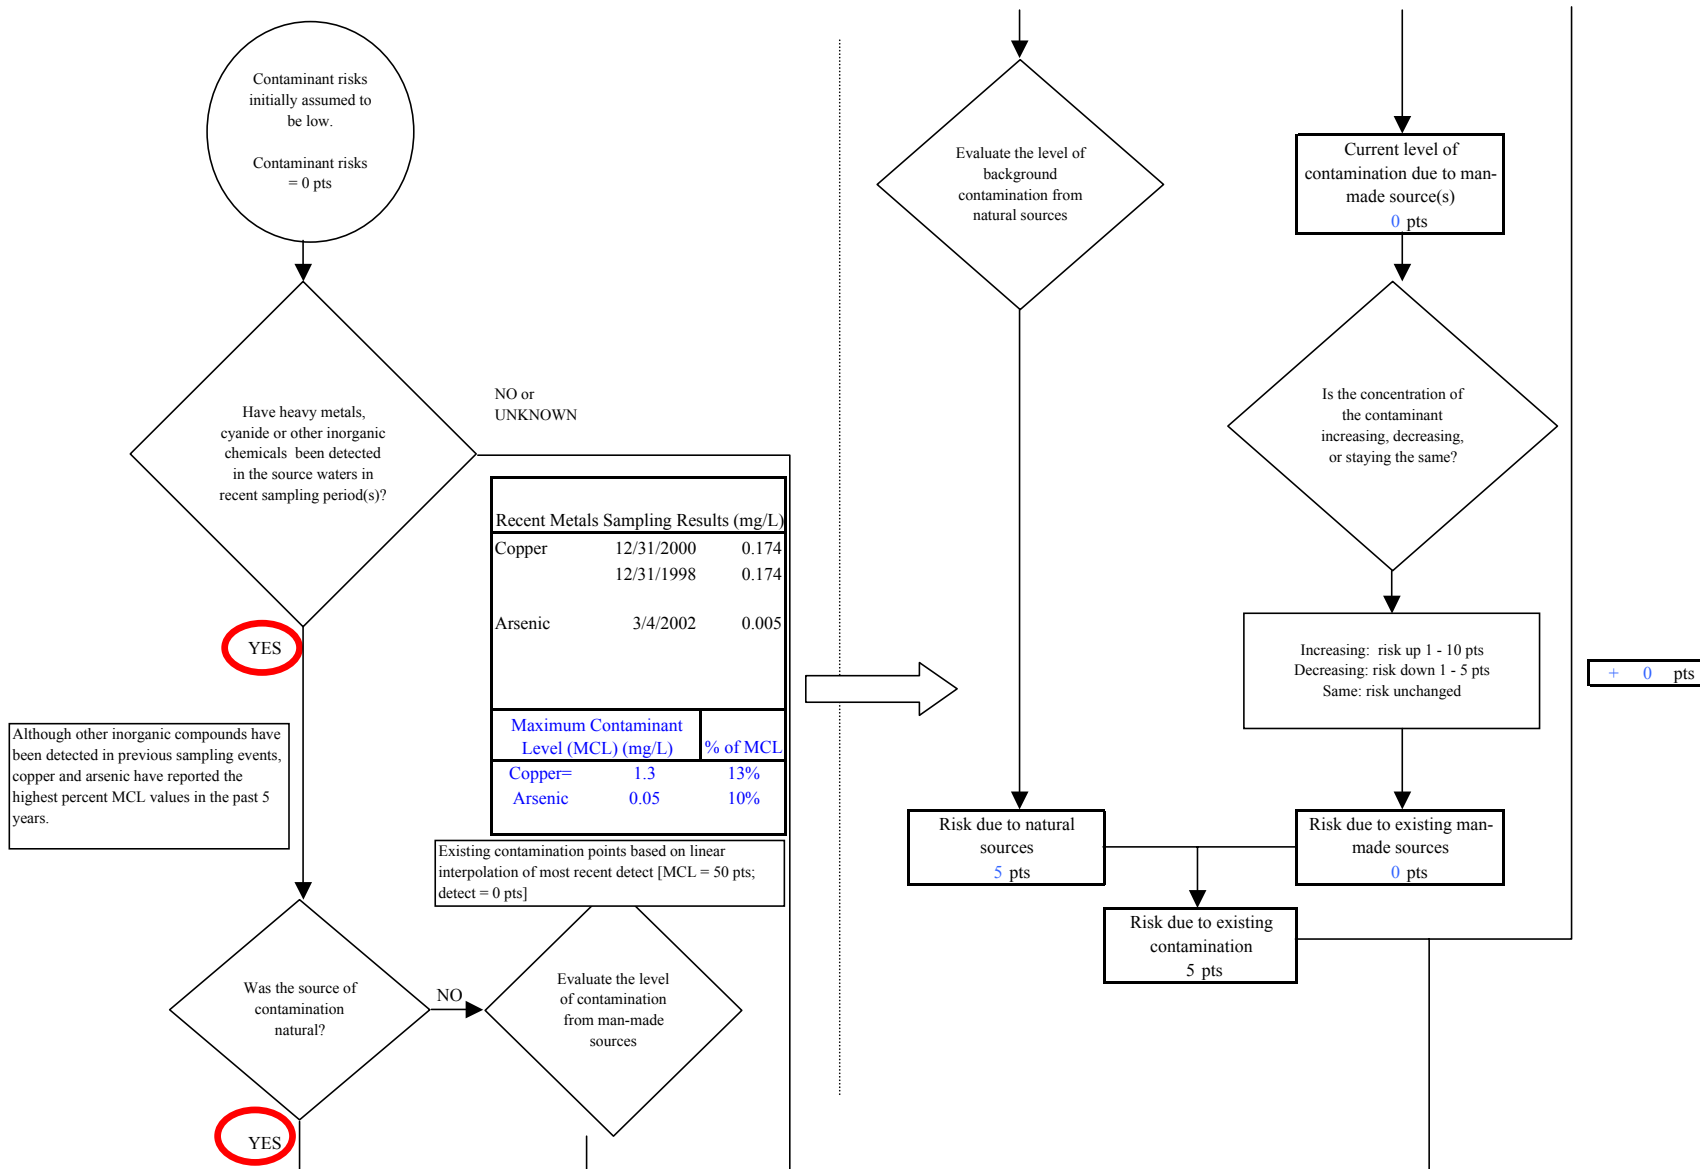 Contaminant risks
initially assumed to
be low.
Contaminant risks
= 0 pts
Have heavy metals,
cyanide or other inorganic
chemicals been detected
in the source waters in
recent sampling period(s)?
NO or
UNKNOWN
YES
Recent Metals Sampling Results (mg/L)
Copper 12/31/2000 0.174
12/31/1998 0.174
Arsenic 3/4/2002 0.005
Maximum Contaminant
Level (MCL) (mg/L) % of MCL
Copper= 1.3 13%
Arsenic 0.05 10%
Although other inorganic compounds have
been detected in previous sampling events,
copper and arsenic have reported the
highest percent MCL values in the past 5
years.
Existing contamination points based on linear
interpolation of most recent detect [MCL = 50 pts;
detect = 0 pts]
Was the source of
contamination
natural?
NO
Evaluate the level
of contamination
from man-made
sources
YES
Evaluate the level of
background
contamination from
natural sources
Current level of
contamination due to man-
made source(s)
0 pts
Is the concentration of
the contaminant
increasing, decreasing,
or staying the same?
Increasing: risk up 1 - 10 pts
Decreasing: risk down 1 - 5 pts
Same: risk unchanged
+ 0 pts
Risk due to natural
sources
5 pts
Risk due to existing man-
made sources
0 pts
Risk due to existing
contamination
5 pts